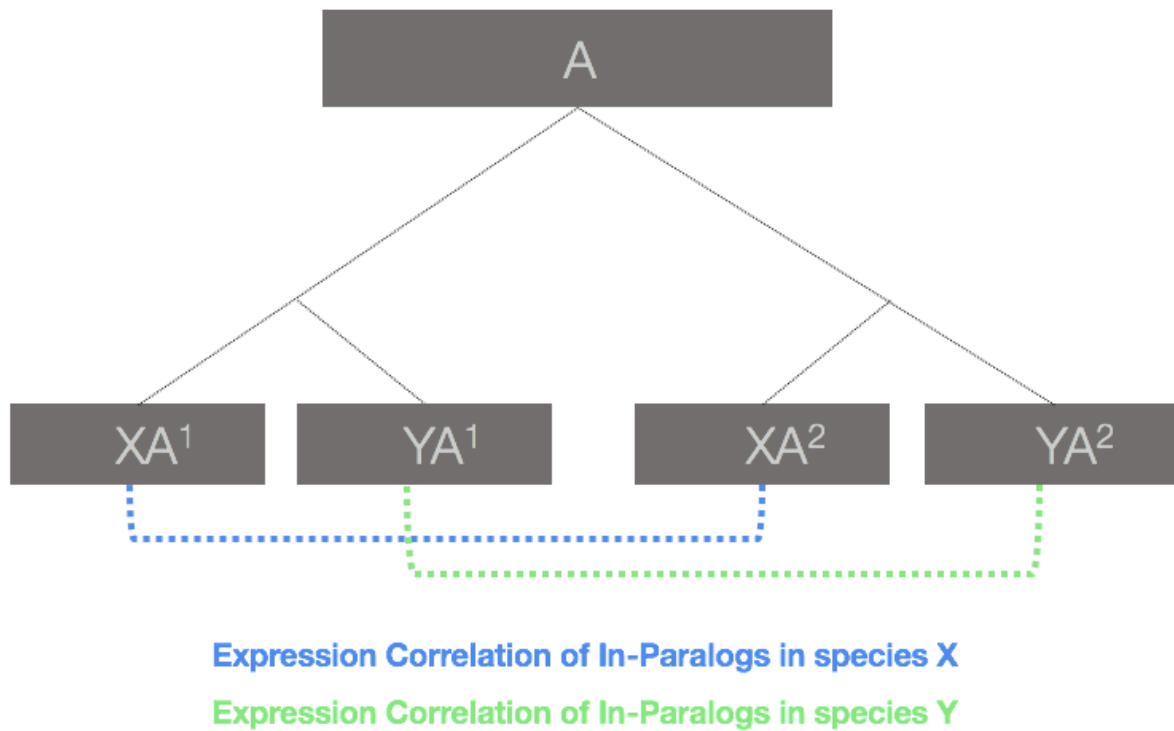 A
XA¹ YA¹ XA² YA²
Expression Correlation of In-Paralogs in species X
Expression Correlation of In-Paralogs in species Y